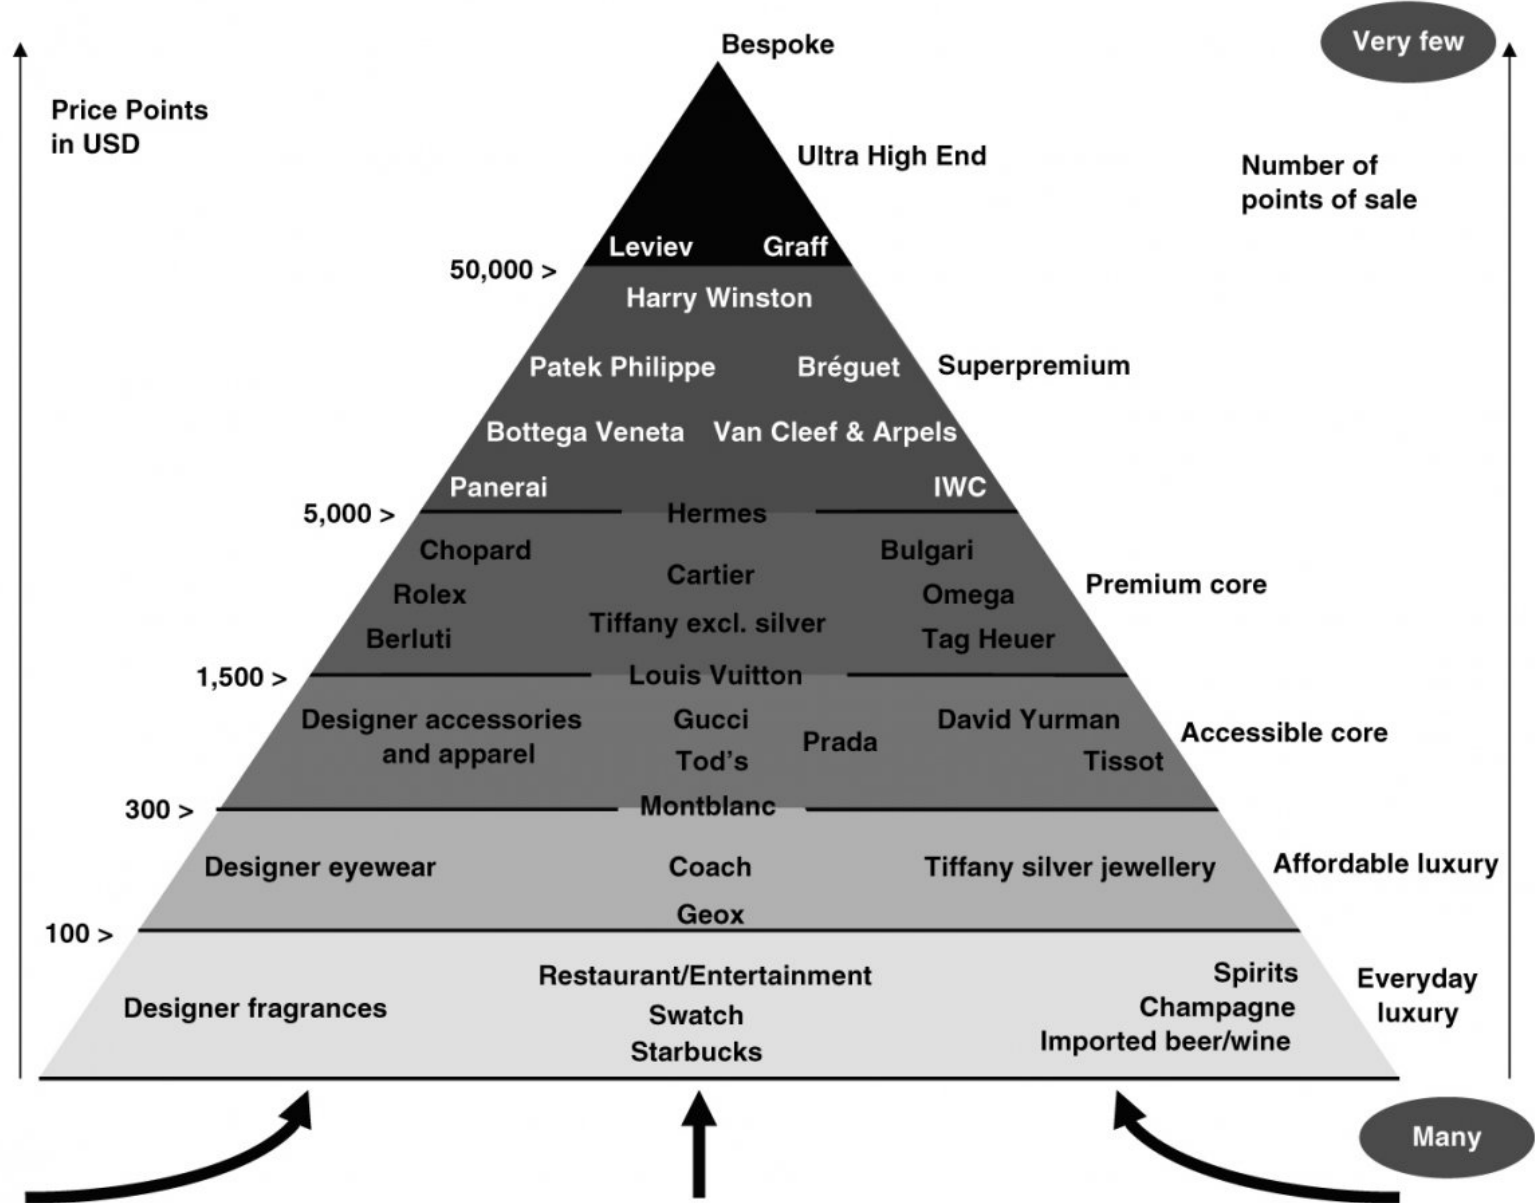 Bespoke
Very few
Price Points
in USD
Ultra High End
Number of
points of sale
Leviev Graff
50,000 >
Harry Winston
Patek Philippe Bréguet
Superpremium
Bottega Veneta Van Cleef & Arpels
Panerai IWC
5,000 >
Hermes
Chopard Bulgari
Cartier
Premium core
Rolex Omega
Tiffany excl. silver
Berluti Tag Heuer
1,500 >
Louis Vuitton
Designer accessories
and apparel
Gucci
David Yurman
Prada
Accessible core
Tod's
Tissot
300 >
Montblanc
Designer eyewear Coach Tiffany silver jewellery
Affordable luxury
Geox
100 >
Restaurant/Entertainment
Spirits
Everyday
luxury
Designer fragrances
Champagne
Swatch
Imported beer/wine
Starbucks
Many